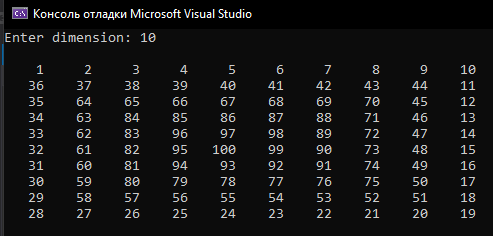 Консоль отладки Microsoft Visual Studio
Enter dimension: 10
1 2 3 4 5 6 7 8 9 10
36 37 38 39 40 41 42 43 44 11
35 64 65 66 67 68 69 70 45 12
34 63 84 85 86 87 88 71 46 13
33 62 83 96 97 98 89 72 47 14
32 61 82 95 100 99 90 73 48 15
31 60 81 94 93 92 91 74 49 16
30 59 80 79 78 77 76 75 50 17
29 58 57 56 55 54 53 52 51 18
28 27 26 25 24 23 22 21 20 19